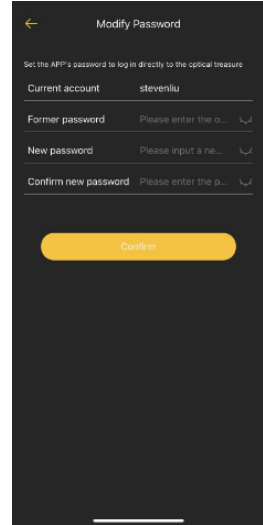 Modify Password
Set the APP's password to log in directly to the optical treasure
Current account stevenliu
Former password Please enter the o...
New password Please input a ne...
Confirm new password Please enter the p...
Confirm